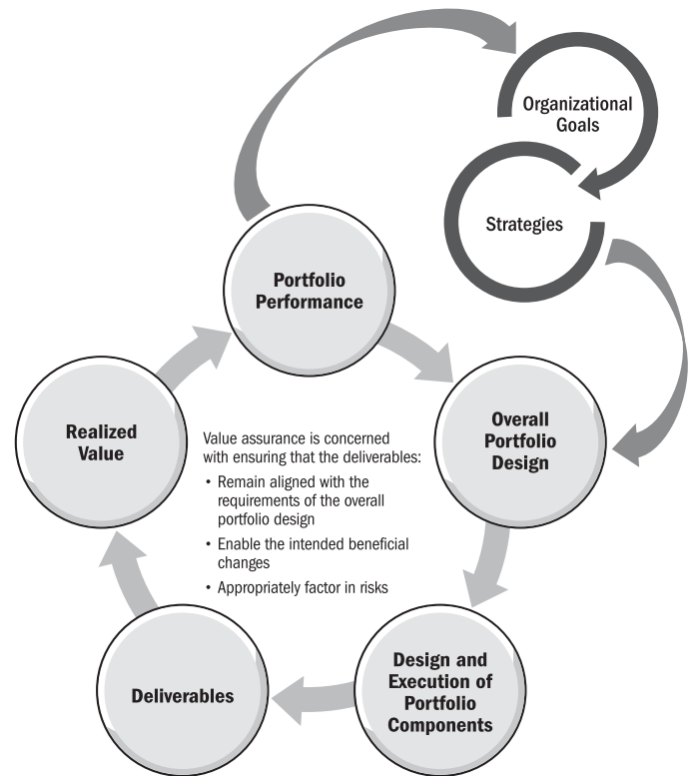 Organizational
Goals
Strategies
Portfolio
Performance
Overall
Portfolio
Design
Realized
Value
Value assurance is concerned
with ensuring that the deliverables:
• Remain aligned with the
requirements of the overall
portfolio design
• Enable the intended beneficial
changes
• Appropriately factor in risks
Design and
Execution of
Portfolio
Components
Deliverables